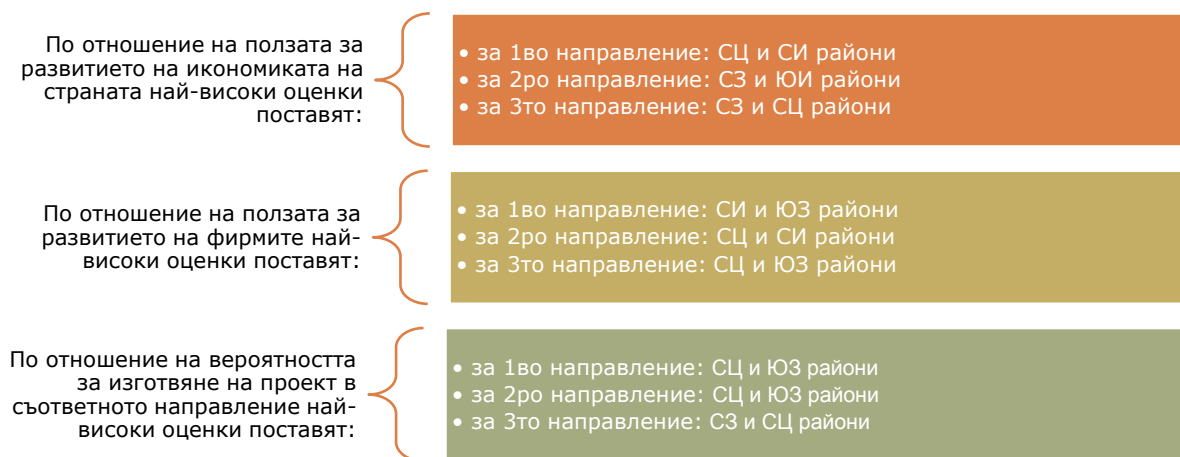 По отношение на ползата за
развитието на икономиката на
страната най-високи оценки
поставят:
• за 1во направление: СЦ и СИ райони
• за 2ро направление: СЗ и ЮИ райони
• за 3то направление: СЗ и СЦ райони
По отношение на ползата за
развитието на фирмите най-
високи оценки поставят:
• за 1во направление: СИ и ЮЗ райони
• за 2ро направление: СЦ и СИ райони
• за 3то направление: СЦ и ЮЗ райони
По отношение на вероятността
за изготвяне на проект в
съответното направление най-
високи оценки поставят:
• за 1во направление: СЦ и ЮЗ райони
• за 2ро направление: СЦ и ЮЗ райони
• за 3то направление: СЗ и СЦ райони